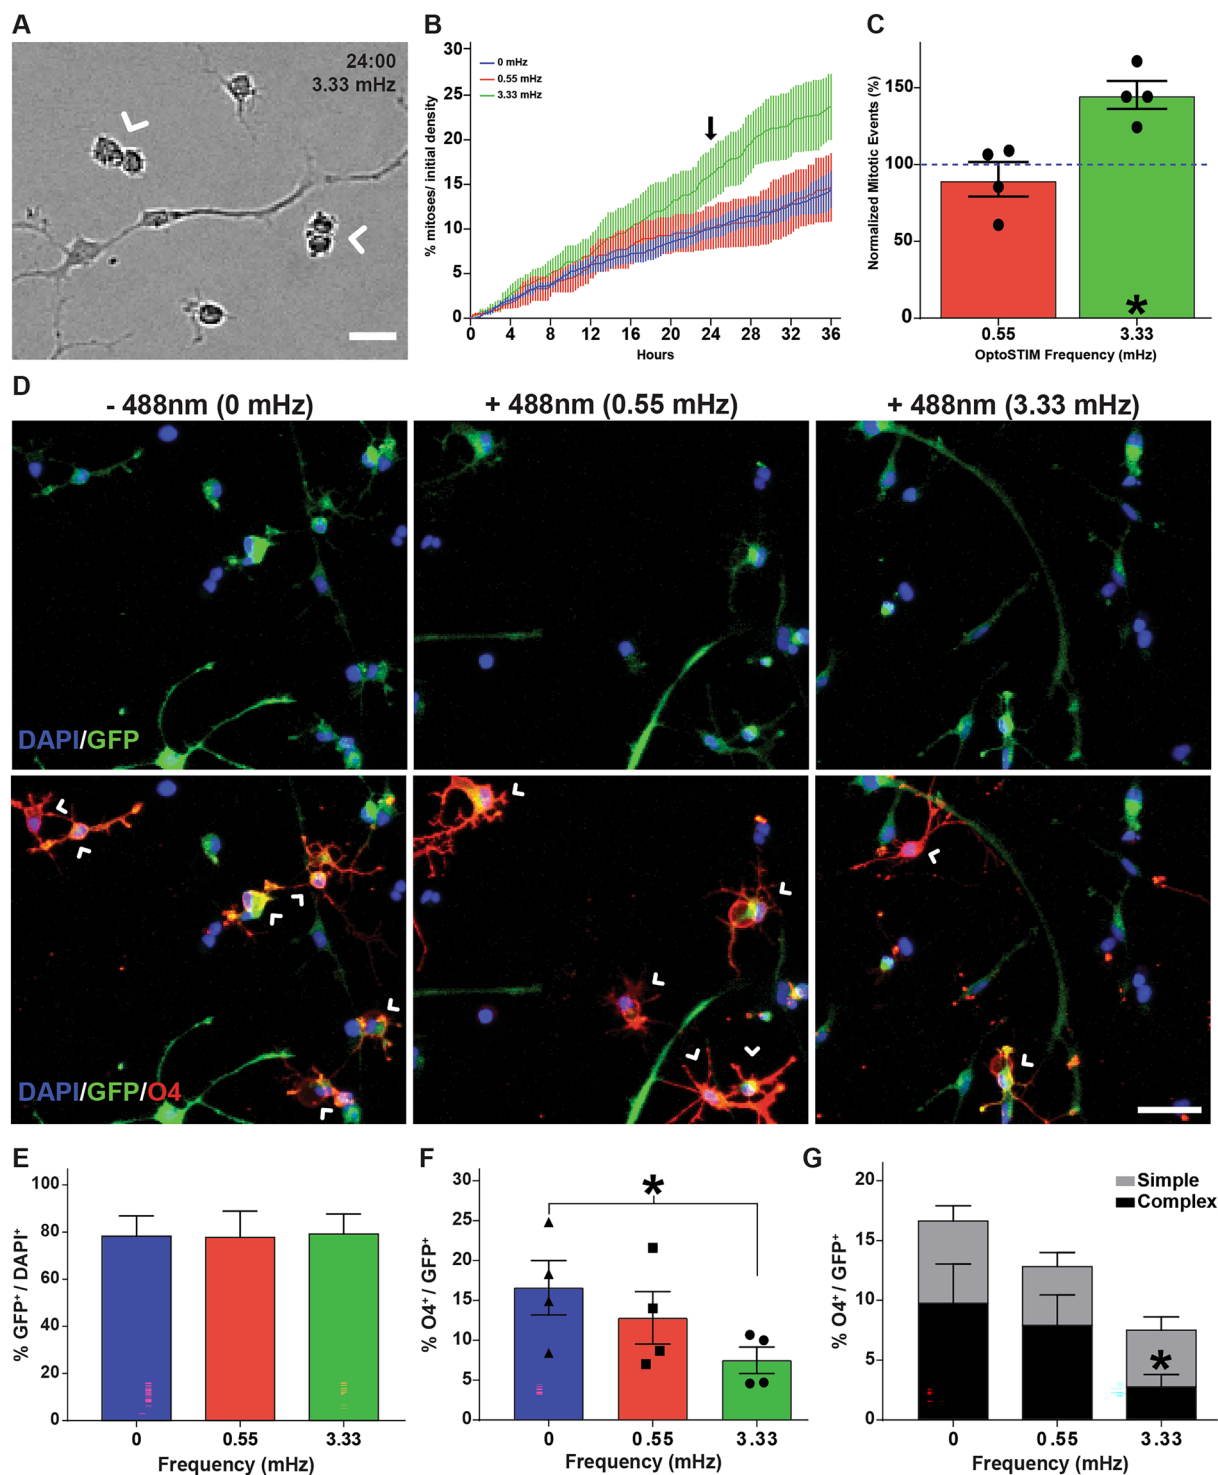 A
24:00
3.33 mHz
B
% mitoses/ initial density
30
25
20
15
10
5
0
0 mHz
0.55 mHz
3.33 mHz
0 4 8 12 16 20 24 28 32 36
Hours
C
Normalized Mitotic Events (%)
150
100
50
0
*
0.55 3.33
OptoSTIM Frequency (mHz)
D
- 488nm (0 mHz)
+ 488nm (0.55 mHz)
+ 488nm (3.33 mHz)
DAPI/GFP
DAPI/GFP/O4
E
% GFP⁺ / DAPI⁺
100
80
60
40
20
0
0 0.55 3.33
Frequency (mHz)
F
% O4⁺ / GFP⁺
30
25
20
15
10
5
0
*
0 0.55 3.33
Frequency (mHz)
G
% O4⁺ / GFP⁺
20
15
10
5
0
Simple
Complex
*
0 0.55 3.33
Frequency (mHz)